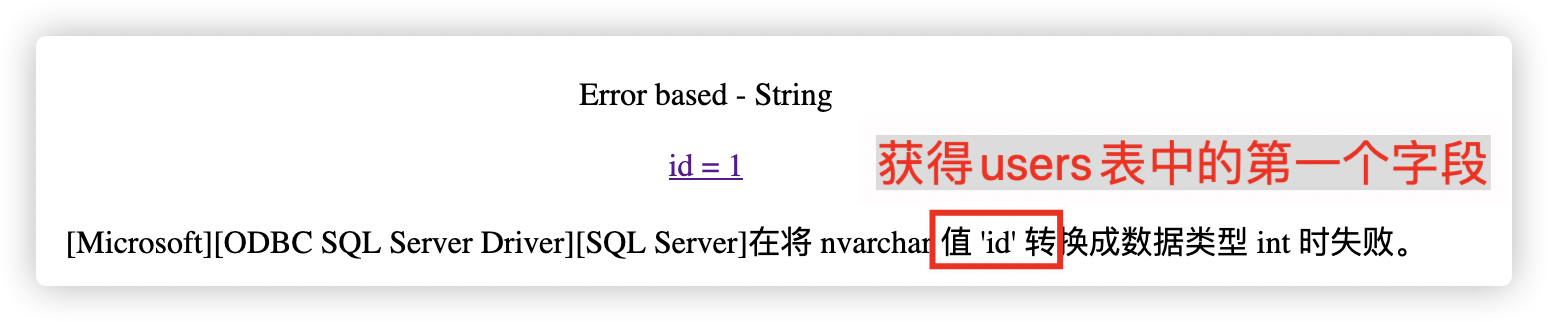 Error based - String
id = 1
获得users表中的第一个字段
[Microsoft][ODBC SQL Server Driver][SQL Server]在将 nvarchar 值 'id' 转换成数据类型 int 时失败。